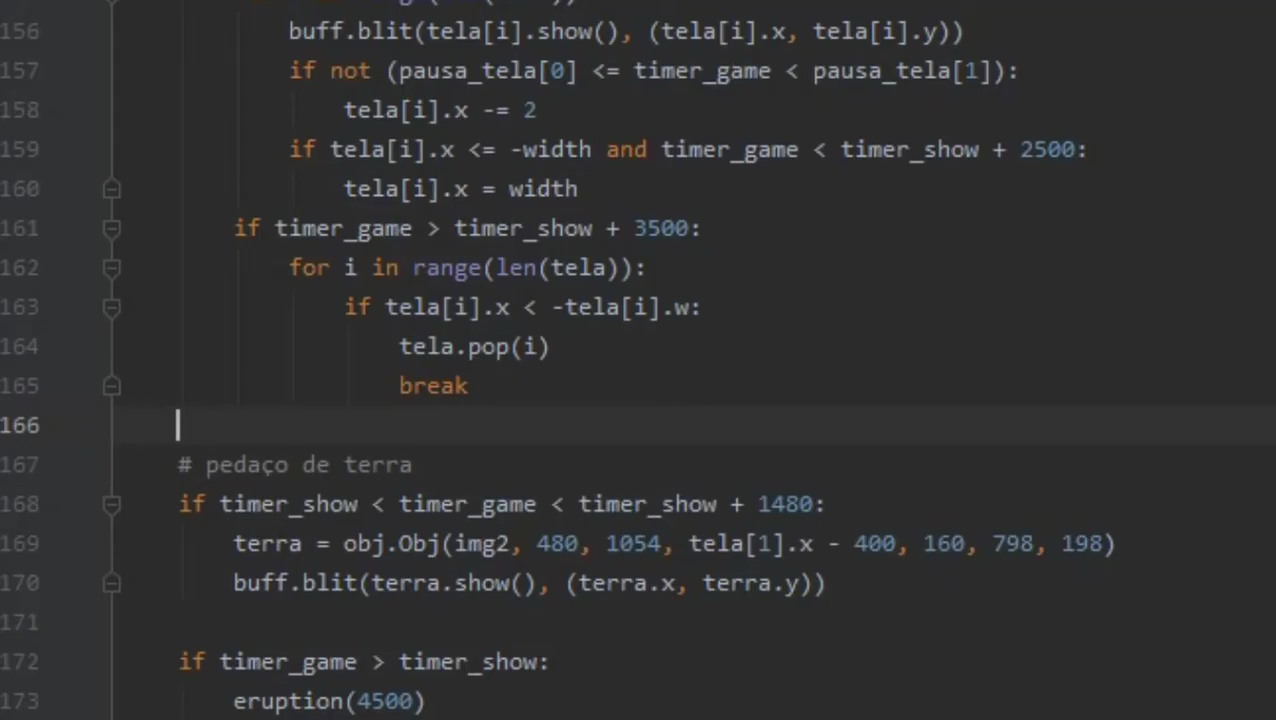 156 buff.blit(tela[i].show(), (tela[i].x, tela[i].y))
157 if not (pausa_tela[0] <= timer_game < pausa_tela[1]):
158 tela[i].x -= 2
159 if tela[i].x <= -width and timer_game < timer_show + 2500:
160 tela[i].x = width
161 if timer_game > timer_show + 3500:
162 for i in range(len(tela)):
163 if tela[i].x < -tela[i].w:
164 tela.pop(i)
165 break
166
167 # pedaço de terra
168 if timer_show < timer_game < timer_show + 1480:
169 terra = obj.Obj(img2, 480, 1054, tela[1].x - 400, 160, 798, 198)
170 buff.blit(terra.show(), (terra.x, terra.y))
171
172 if timer_game > timer_show:
173 eruption(4500)